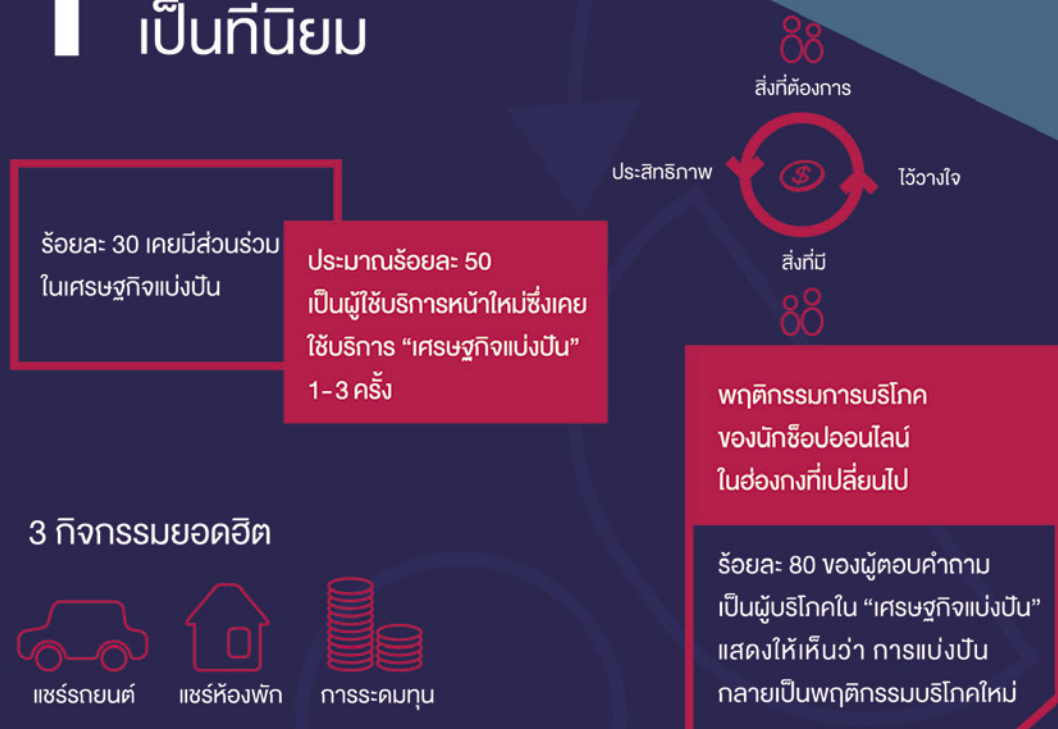 เป็นที่นิยม
สิ่งที่ต้องการ
ประสิทธิภาพ
$
ไว้วางใจ
สิ่งที่มี
ร้อยละ 30 เคยมีส่วนร่วม
ในเศรษฐกิจแบ่งปัน
ประมาณร้อยละ 50
เป็นผู้ใช้บริการหน้าใหม่ซึ่งเคย
ใช้บริการ “เศรษฐกิจแบ่งปัน”
1-3 ครั้ง
พฤติกรรมการบริโภค
ของนักช็อปออนไลน์
ในฮ่องกงที่เปลี่ยนไป
ร้อยละ 80 ของผู้ตอบคำถาม
เป็นผู้บริโภคใน “เศรษฐกิจแบ่งปัน”
แสดงให้เห็นว่า การแบ่งปัน
กลายเป็นพฤติกรรมบริโภคใหม่
3 กิจกรรมยอดฮิต
แชร์รถยนต์
แชร์ห้องพัก
การระดมทุน